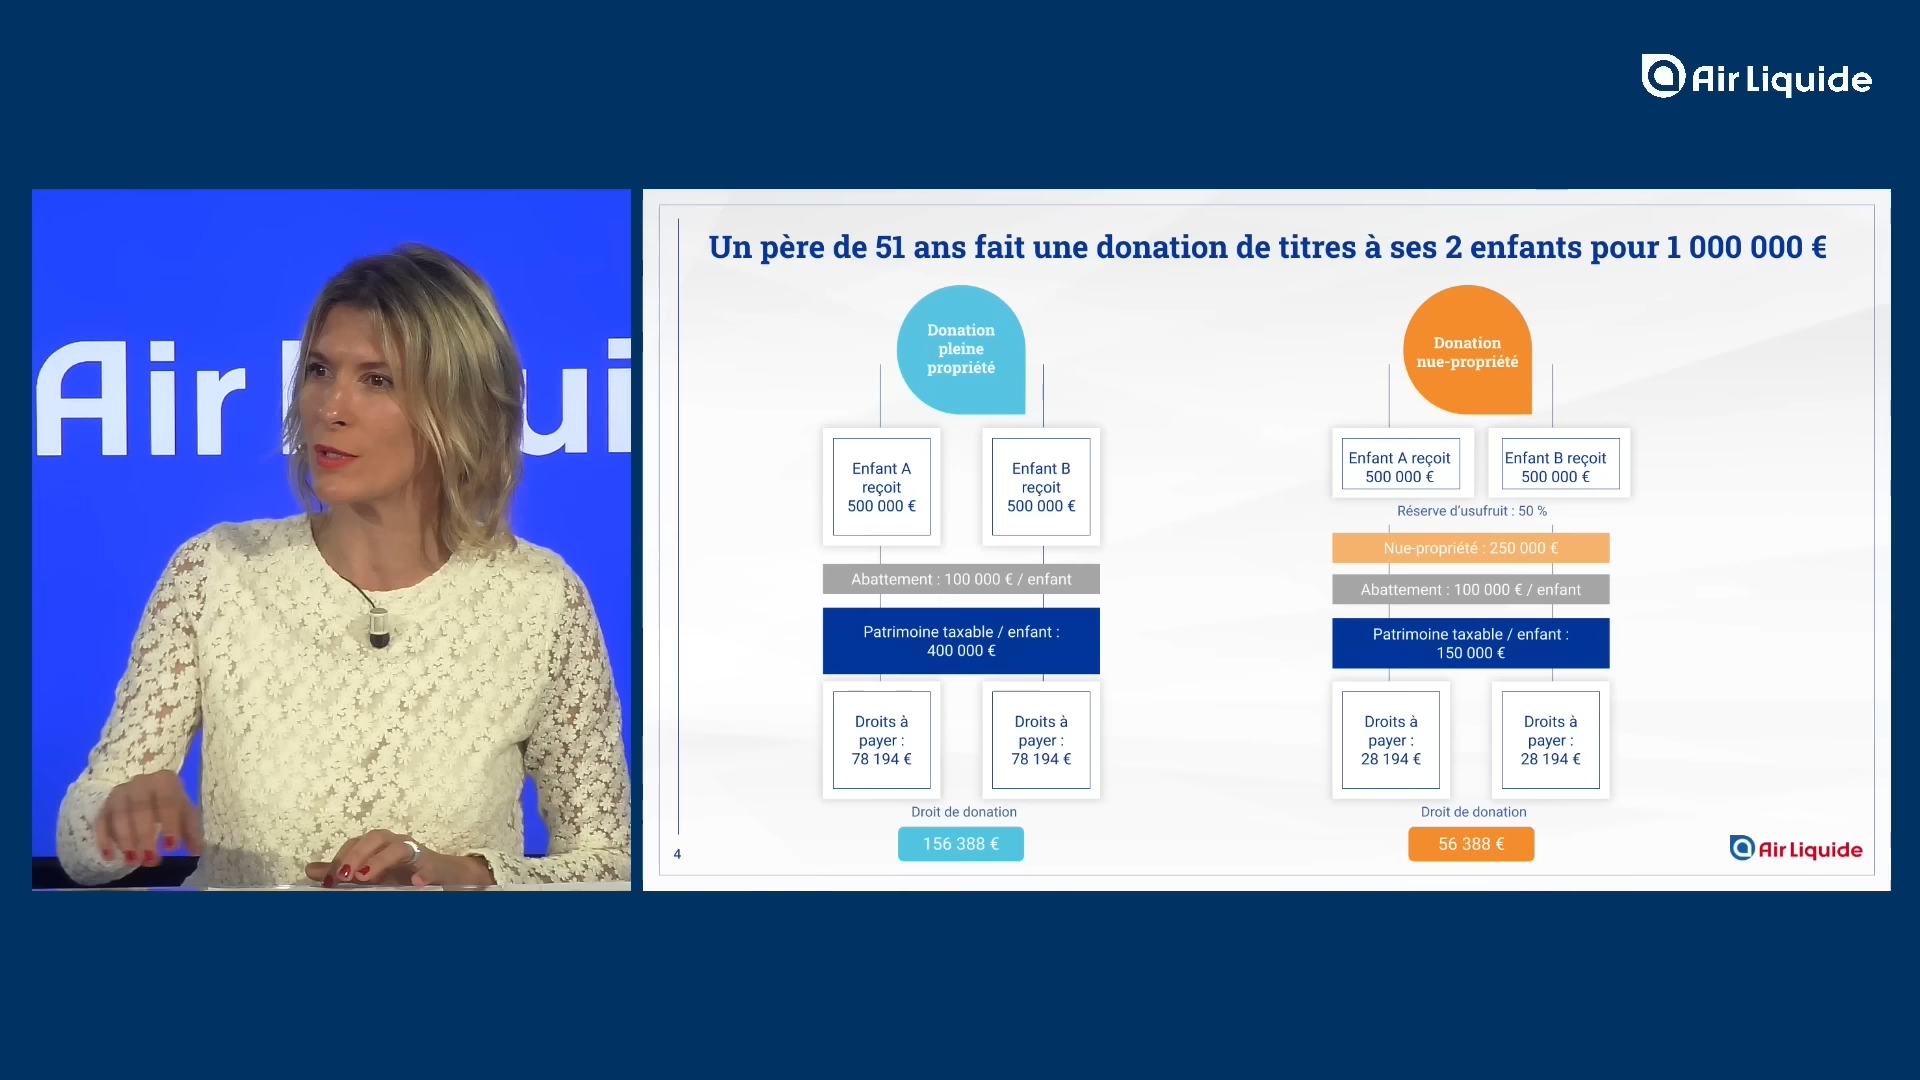 Air Liquide
Air Liqui
Un père de 51 ans fait une donation de titres à ses 2 enfants pour 1 000 000 €
Donation
pleine
propriété
Enfant A
reçoit
500 000 €
Enfant B
reçoit
500 000 €
Abattement : 100 000 € / enfant
Patrimoine taxable / enfant :
400 000 €
Droits à
payer :
78 194 €
Droits à
payer :
78 194 €
Droit de donation
156 388 €
Donation
nue-propriété
Enfant A reçoit
500 000 €
Enfant B reçoit
500 000 €
Réserve d’usufruit : 50 %
Nue-propriété : 250 000 €
Abattement : 100 000 € / enfant
Patrimoine taxable / enfant :
150 000 €
Droits à
payer :
28 194 €
Droits à
payer :
28 194 €
Droit de donation
56 388 €
4
Air Liquide